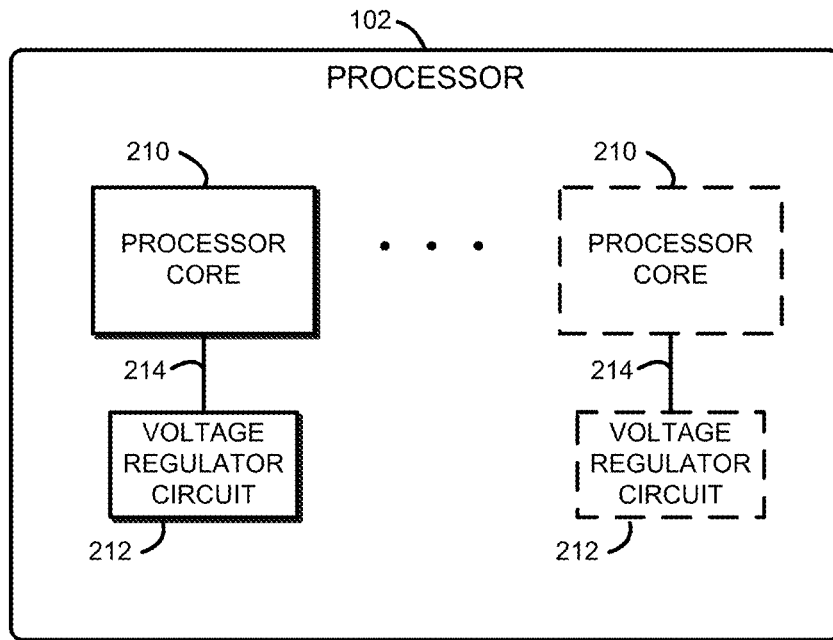 102
PROCESSOR
210
210
PROCESSOR
CORE
PROCESSOR
CORE
214
214
VOLTAGE
REGULATOR
CIRCUIT
VOLTAGE
REGULATOR
CIRCUIT
212
212